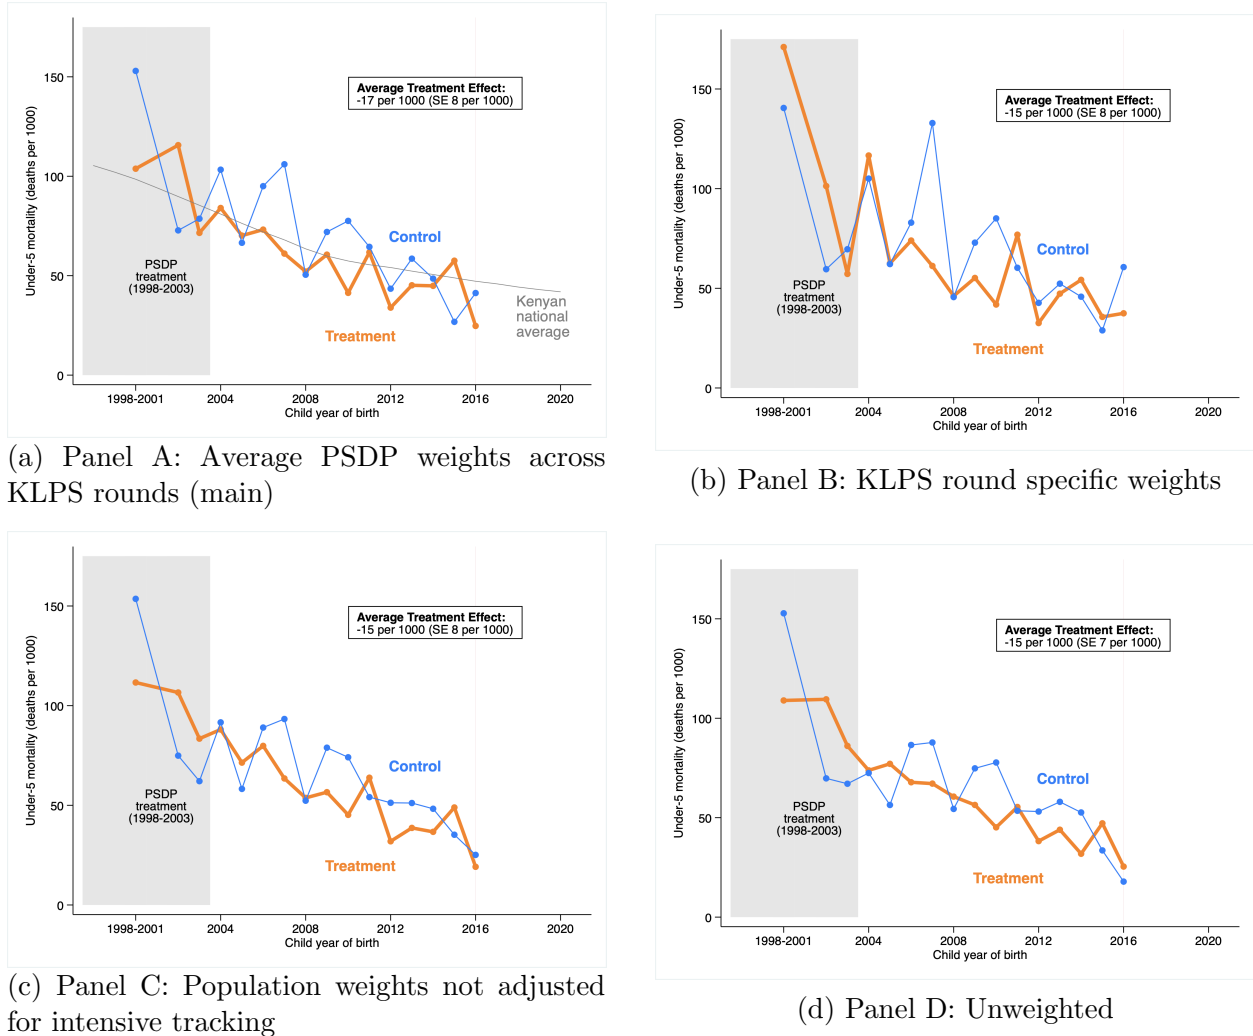 Under-5 mortality (deaths per 1000)
150
100
50
0
Average Treatment Effect:
-17 per 1000 (SE 8 per 1000)
Control
PSDP
treatment
(1998-2003)
Treatment
Kenyan
national
average
1998-2001 2004 2008 2012 2016 2020
Child year of birth
(a) Panel A: Average PSDP weights across
KLPS rounds (main)
Under-5 mortality (deaths per 1000)
150
100
50
0
Average Treatment Effect:
-15 per 1000 (SE 8 per 1000)
Control
PSDP
treatment
(1998-2003)
Treatment
1998-2001 2004 2008 2012 2016 2020
Child year of birth
(b) Panel B: KLPS round specific weights
Under-5 mortality (deaths per 1000)
150
100
50
0
Average Treatment Effect:
-15 per 1000 (SE 8 per 1000)
Control
PSDP
treatment
(1998-2003)
Treatment
1998-2001 2004 2008 2012 2016 2020
Child year of birth
(c) Panel C: Population weights not adjusted
for intensive tracking
Under-5 mortality (deaths per 1000)
150
100
50
0
Average Treatment Effect:
-15 per 1000 (SE 7 per 1000)
Control
PSDP
treatment
(1998-2003)
Treatment
1998-2001 2004 2008 2012 2016 2020
Child year of birth
(d) Panel D: Unweighted